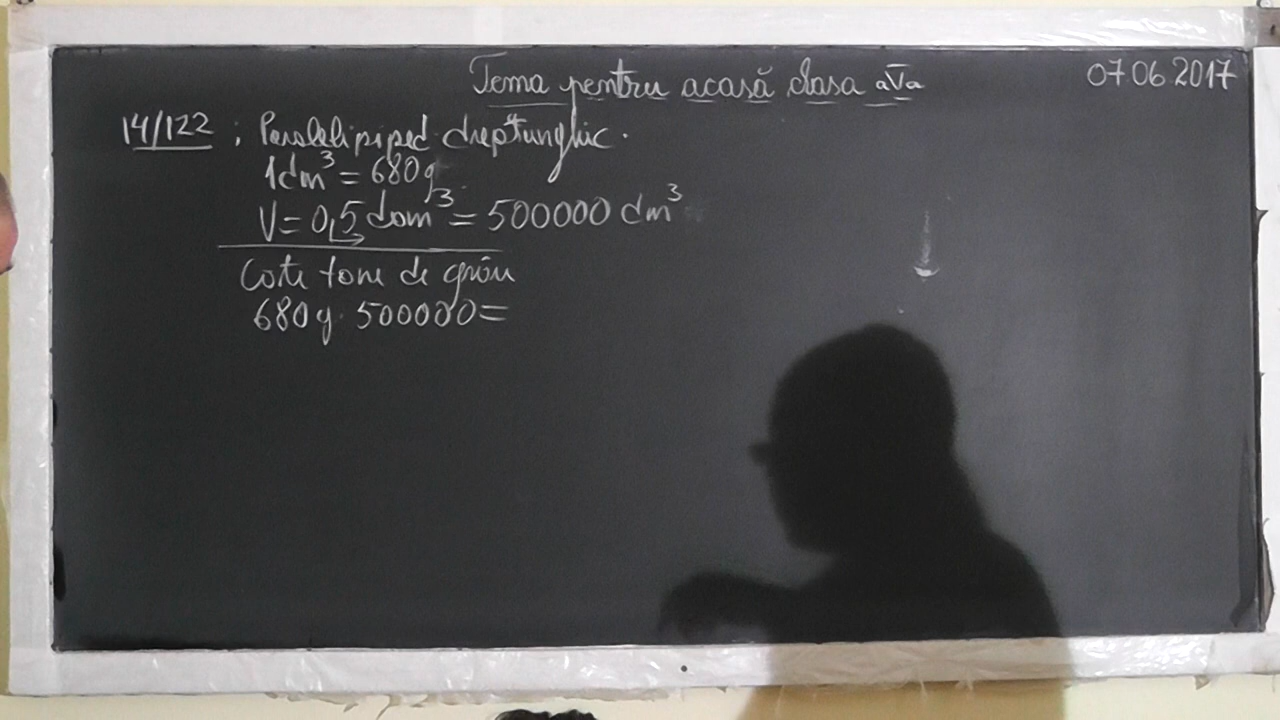 Tema pentru acasă clasa aVa
07 06 2017
14/122 ; Paralelipiped dreptunghic.
1dm³ = 680g
V = 0,5 dam³ = 500000 dm³
Câte tone de grâu
680g · 500000=